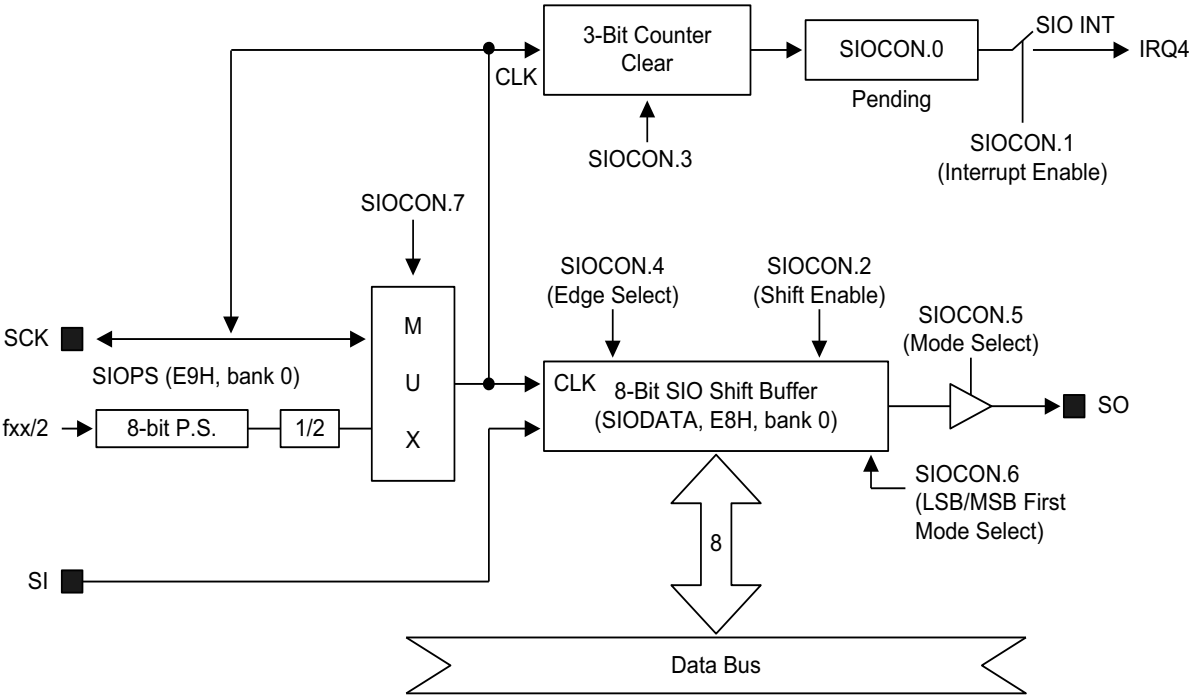 3-Bit Counter
Clear
CLK
SIOCON.0
Pending
SIO INT
IRQ4
SIOCON.3
SIOCON.1
(Interrupt Enable)
SIOCON.7
SIOCON.4
(Edge Select)
SIOCON.2
(Shift Enable)
SIOCON.5
(Mode Select)
SCK
SIOPS (E9H, bank 0)
M
U
X
fxx/2
8-bit P.S.
1/2
CLK
8-Bit SIO Shift Buffer
(SIODATA, E8H, bank 0)
SO
SIOCON.6
(LSB/MSB First
Mode Select)
8
SI
Data Bus